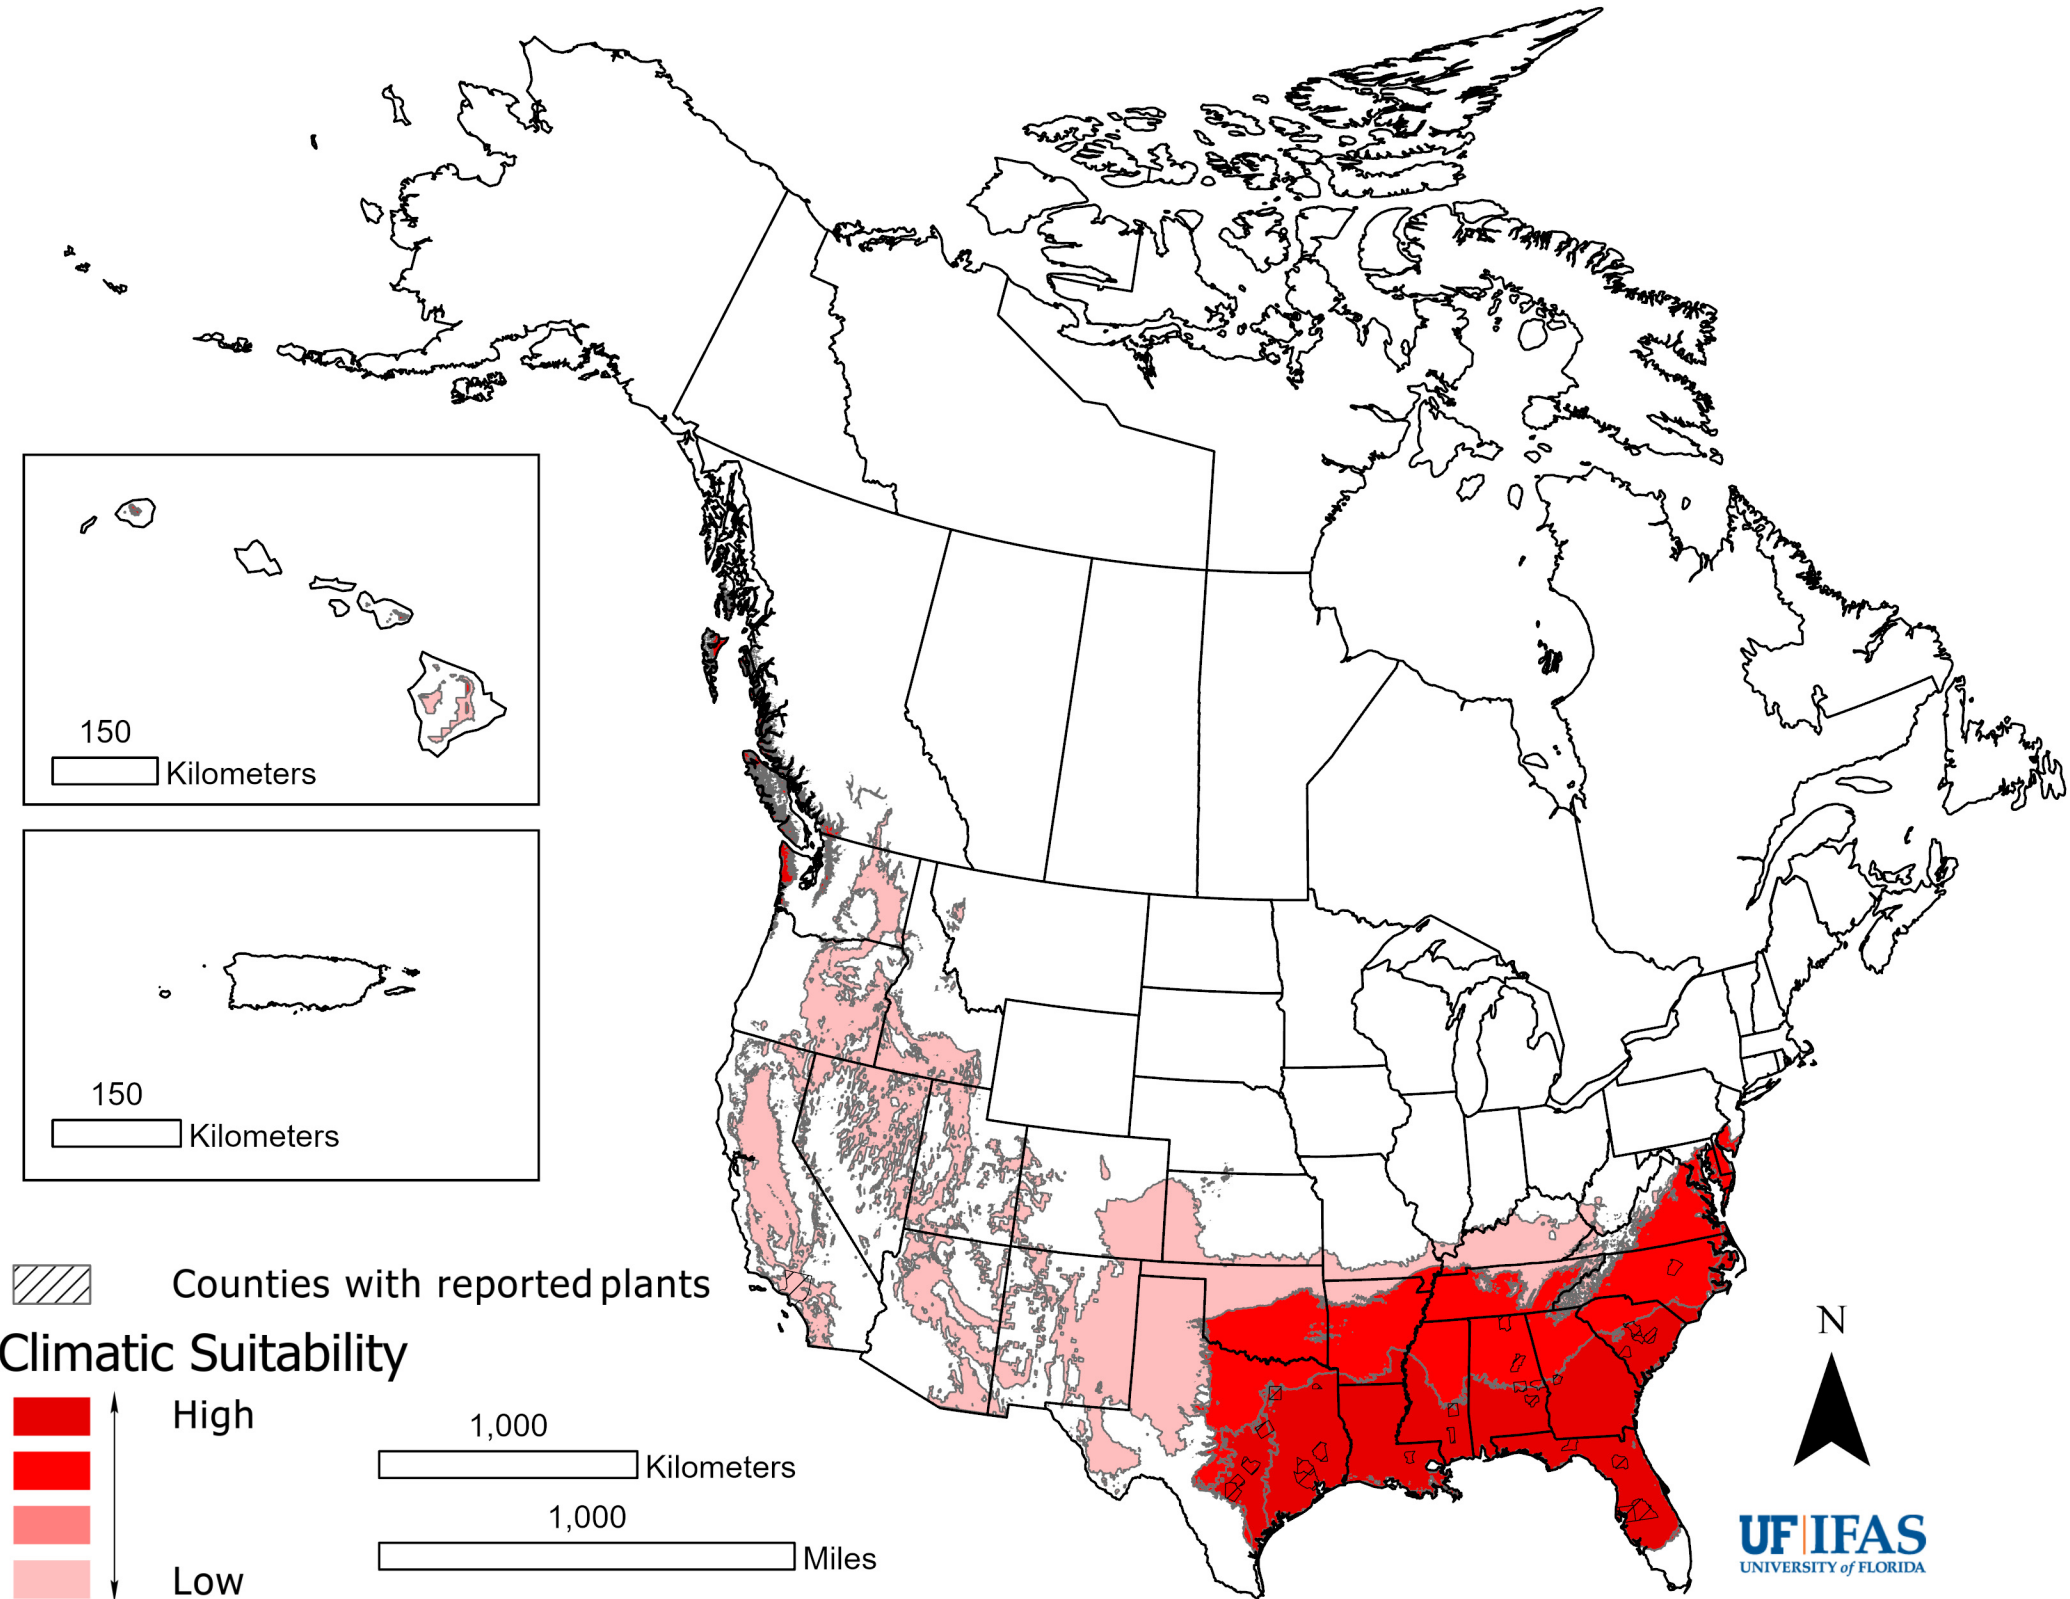 150
Kilometers
150
Kilometers
Counties with reported plants
Climatic Suitability
High
Low
1,000
Kilometers
1,000
Miles
N
UF|IFAS
UNIVERSITY of FLORIDA